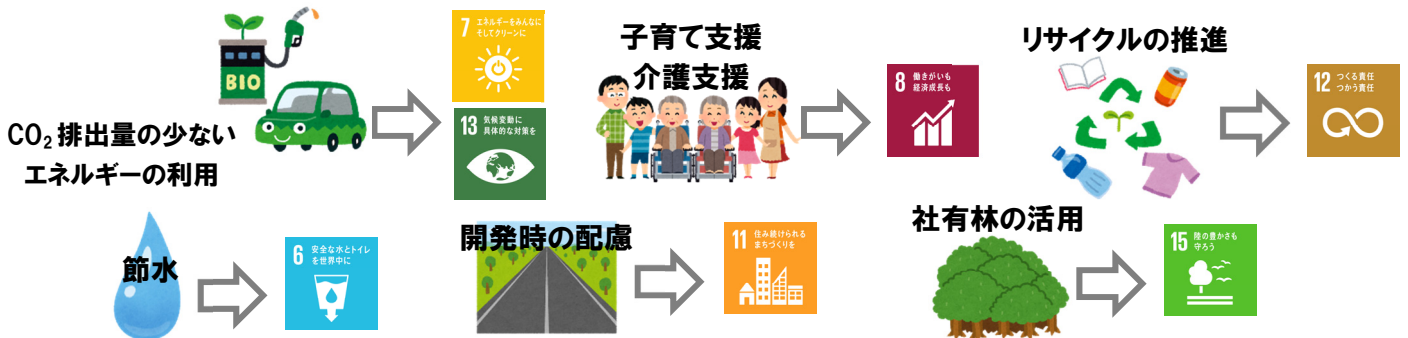 BIO
CO₂排出量の少ない
エネルギーの利用
7 エネルギーをみんなに
そしてクリーンに
13 気候変動に
具体的な対策を
子育て支援
介護支援
8 働きがいも
経済成長も
リサイクルの推進
12 つくる責任
つかう責任
節水
6 安全な水とトイレ
を世界中に
開発時の配慮
11 住み続けられる
まちづくりを
社有林の活用
15 陸の豊かさも
守ろう